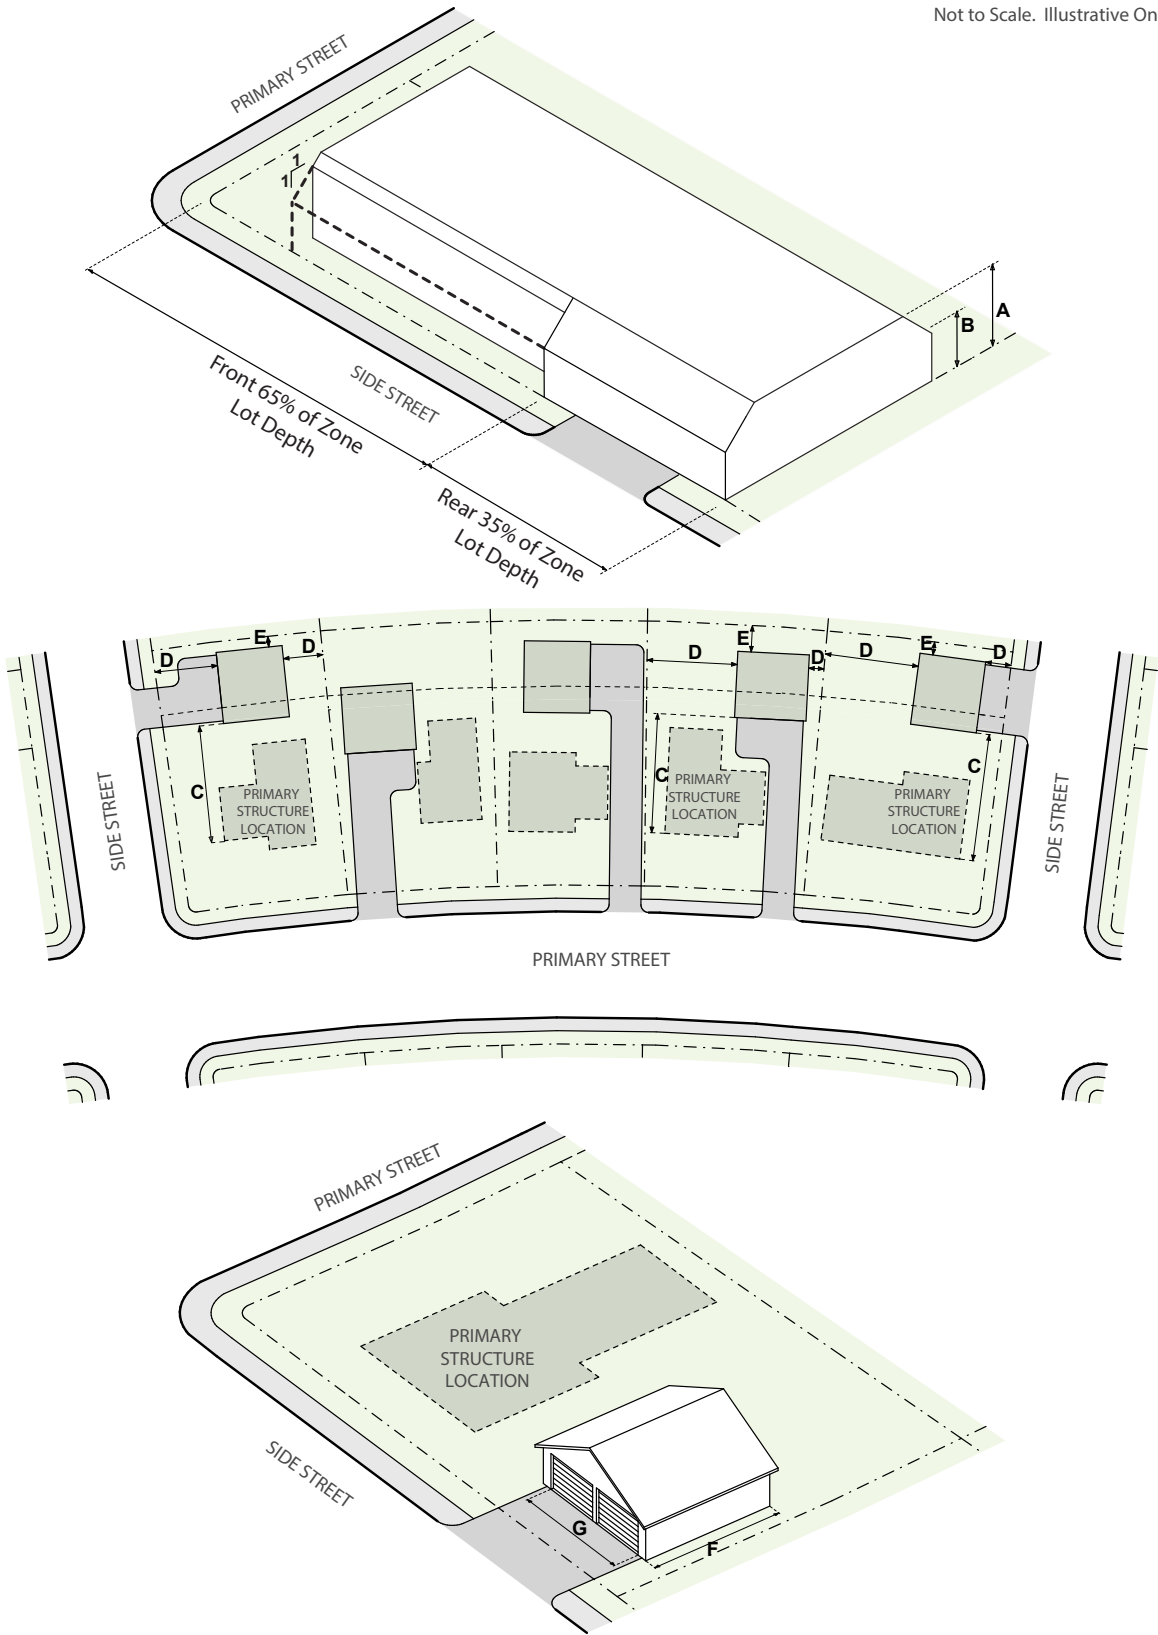 Not to Scale. Illustrative On
PRIMARY STREET
1
1
A
B
Front 65% of Zone
Lot Depth
SIDE STREET
Rear 35% of Zone
Lot Depth
E
D
D
E
D
D
D
E
D
C
C
C
PRIMARY
STRUCTURE
LOCATION
PRIMARY
STRUCTURE
LOCATION
PRIMARY
STRUCTURE
LOCATION
SIDE STREET
SIDE STREET
PRIMARY STREET
PRIMARY STREET
PRIMARY
STRUCTURE
LOCATION
SIDE STREET
G
F